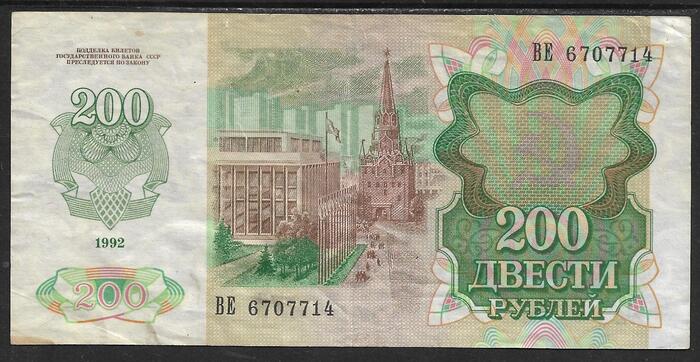 ПОДДЕЛКА БИЛЕТОВ
ГОСУДАРСТВЕННОГО БАНКА СССР
ПРЕСЛЕДУЕТСЯ ПО ЗАКОНУ
200
1992
200
ВЕ 6707714
ВЕ 6707714
200
ДВЕСТИ
РУБЛЕЙ